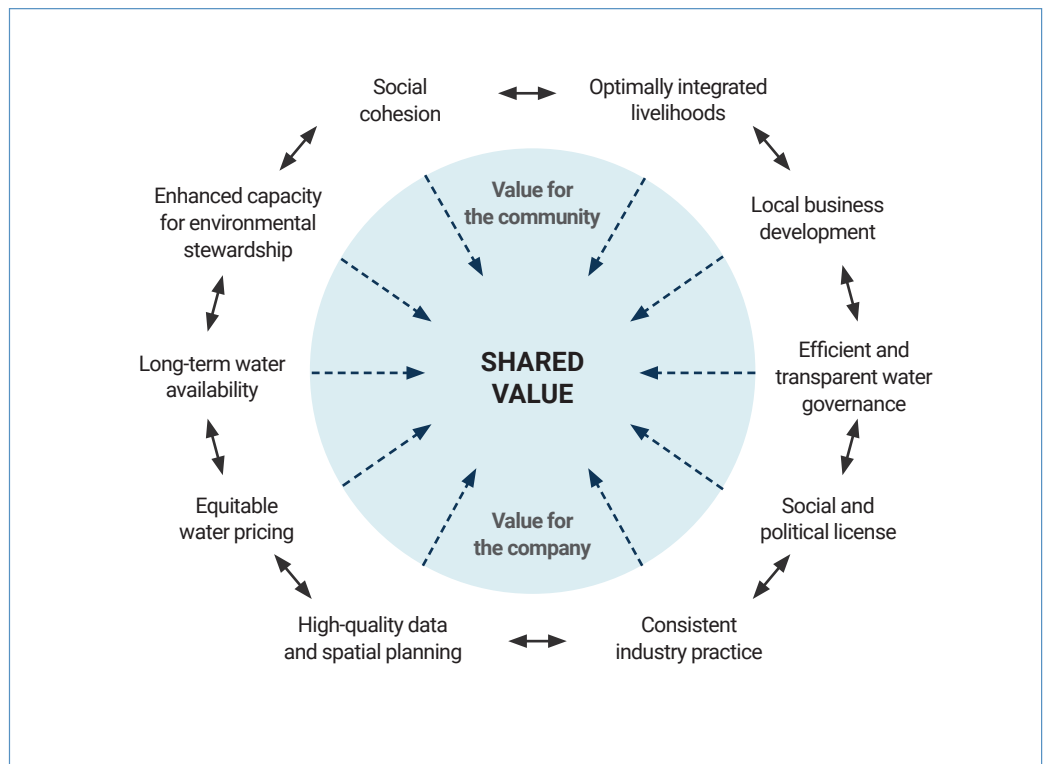 Social
cohesion
Optimally integrated
livelihoods
Enhanced capacity
for environmental
stewardship
Value for
the community
Local business
development
Long-term water
availability
SHARED
VALUE
Efficient and
transparent water
governance
Equitable
water pricing
Value for
the company
Social and
political license
High-quality data
and spatial planning
Consistent
industry practice